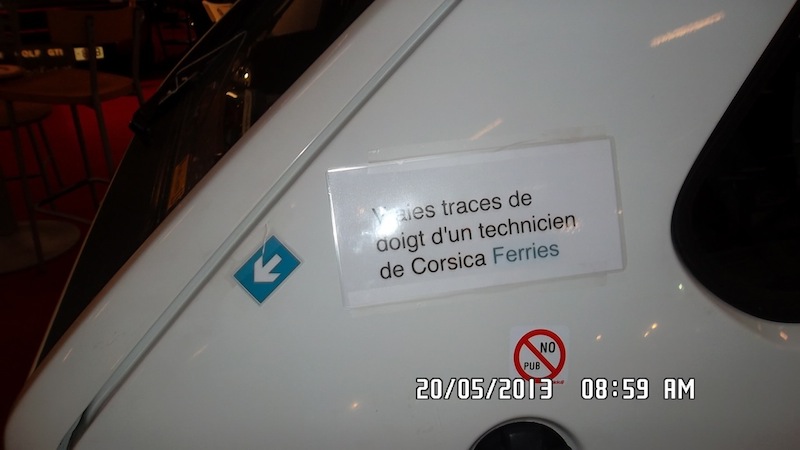 Vraies traces de
doigt d'un technicien
de Corsica Ferries
NO
PUB
20/05/2013 08:59 AM